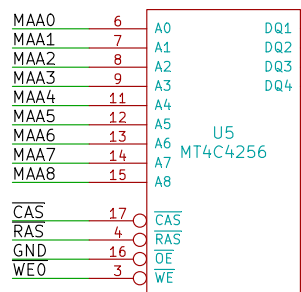 MAA0 6 A0 DQ1
MAA1 7 A1 DQ2
MAA2 8 A2 DQ3
MAA3 9 A3 DQ4
MAA4 11 A4
MAA5 12 A5
MAA6 13 A6 U5
MAA7 14 A7 MT4C4256
MAA8 15 A8
CAS 17 CAS
RAS 4 RAS
GND 16 OE
WE0 3 WE